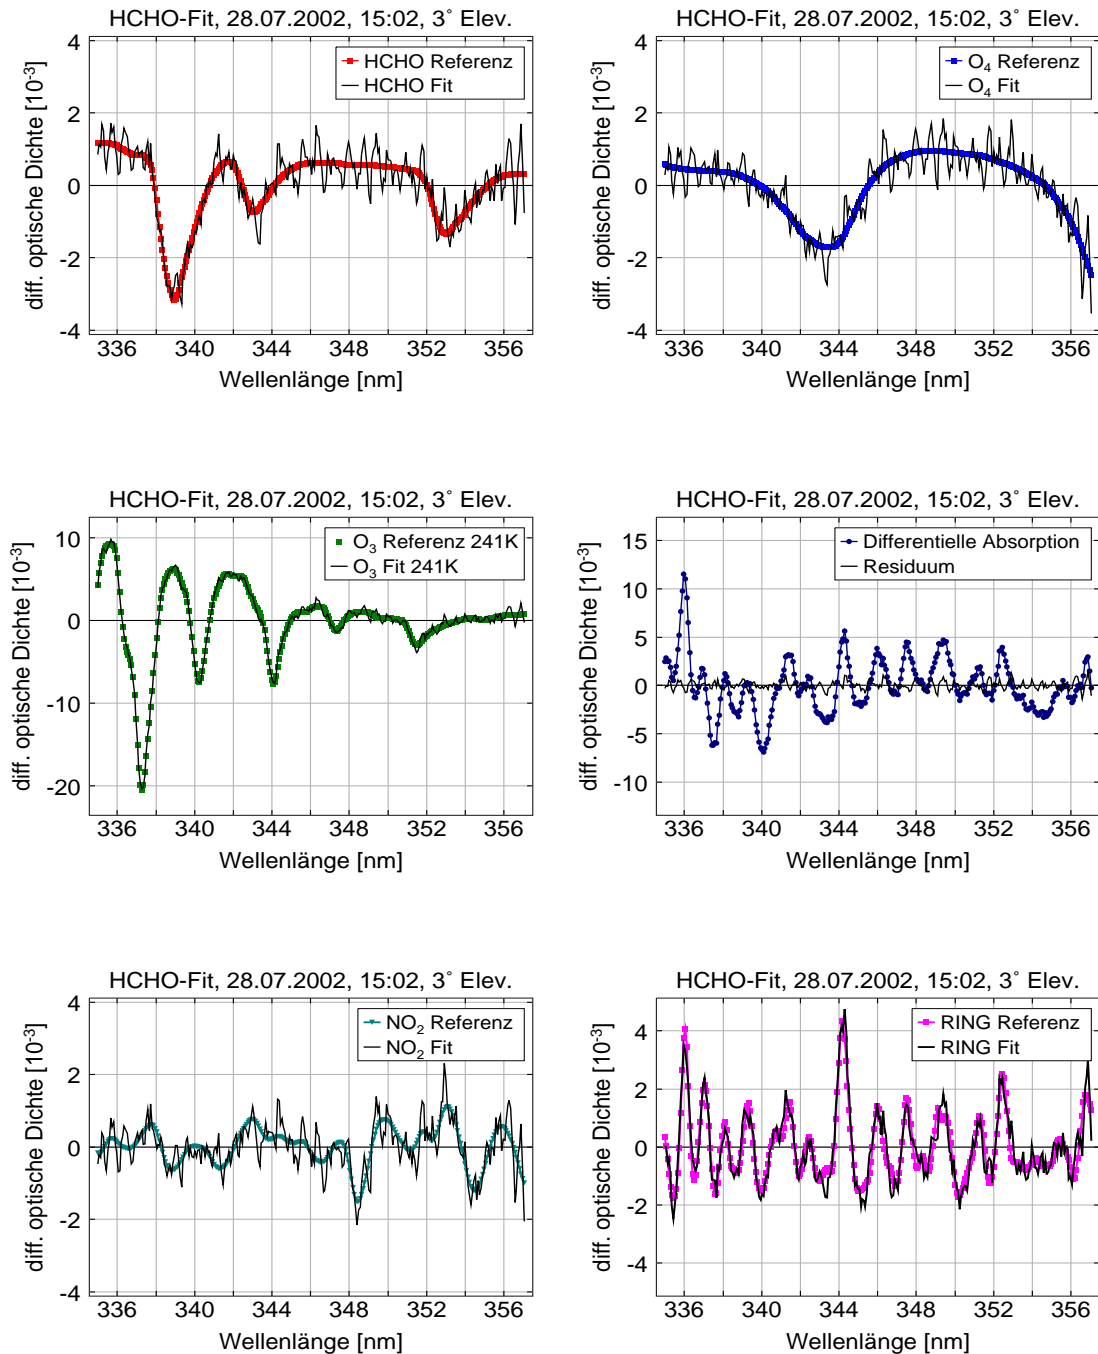 HCHO-Fit, 28.07.2002, 15:02, 3° Elev.
diff. optische Dichte [10⁻³]
4
2
0
-2
-4
HCHO Referenz
HCHO Fit
336 340 344 348 352 356
Wellenlänge [nm]
HCHO-Fit, 28.07.2002, 15:02, 3° Elev.
diff. optische Dichte [10⁻³]
4
2
0
-2
-4
O₄ Referenz
O₄ Fit
336 340 344 348 352 356
Wellenlänge [nm]
HCHO-Fit, 28.07.2002, 15:02, 3° Elev.
diff. optische Dichte [10⁻³]
10
0
-10
-20
O₃ Referenz 241K
O₃ Fit 241K
336 340 344 348 352 356
Wellenlänge [nm]
HCHO-Fit, 28.07.2002, 15:02, 3° Elev.
diff. optische Dichte [10⁻³]
15
10
5
0
-5
-10
Differentielle Absorption
Residuum
336 340 344 348 352 356
Wellenlänge [nm]
HCHO-Fit, 28.07.2002, 15:02, 3° Elev.
diff. optische Dichte [10⁻³]
4
2
0
-2
-4
NO₂ Referenz
NO₂ Fit
336 340 344 348 352 356
Wellenlänge [nm]
HCHO-Fit, 28.07.2002, 15:02, 3° Elev.
diff. optische Dichte [10⁻³]
4
2
0
-2
-4
RING Referenz
RING Fit
336 340 344 348 352 356
Wellenlänge [nm]